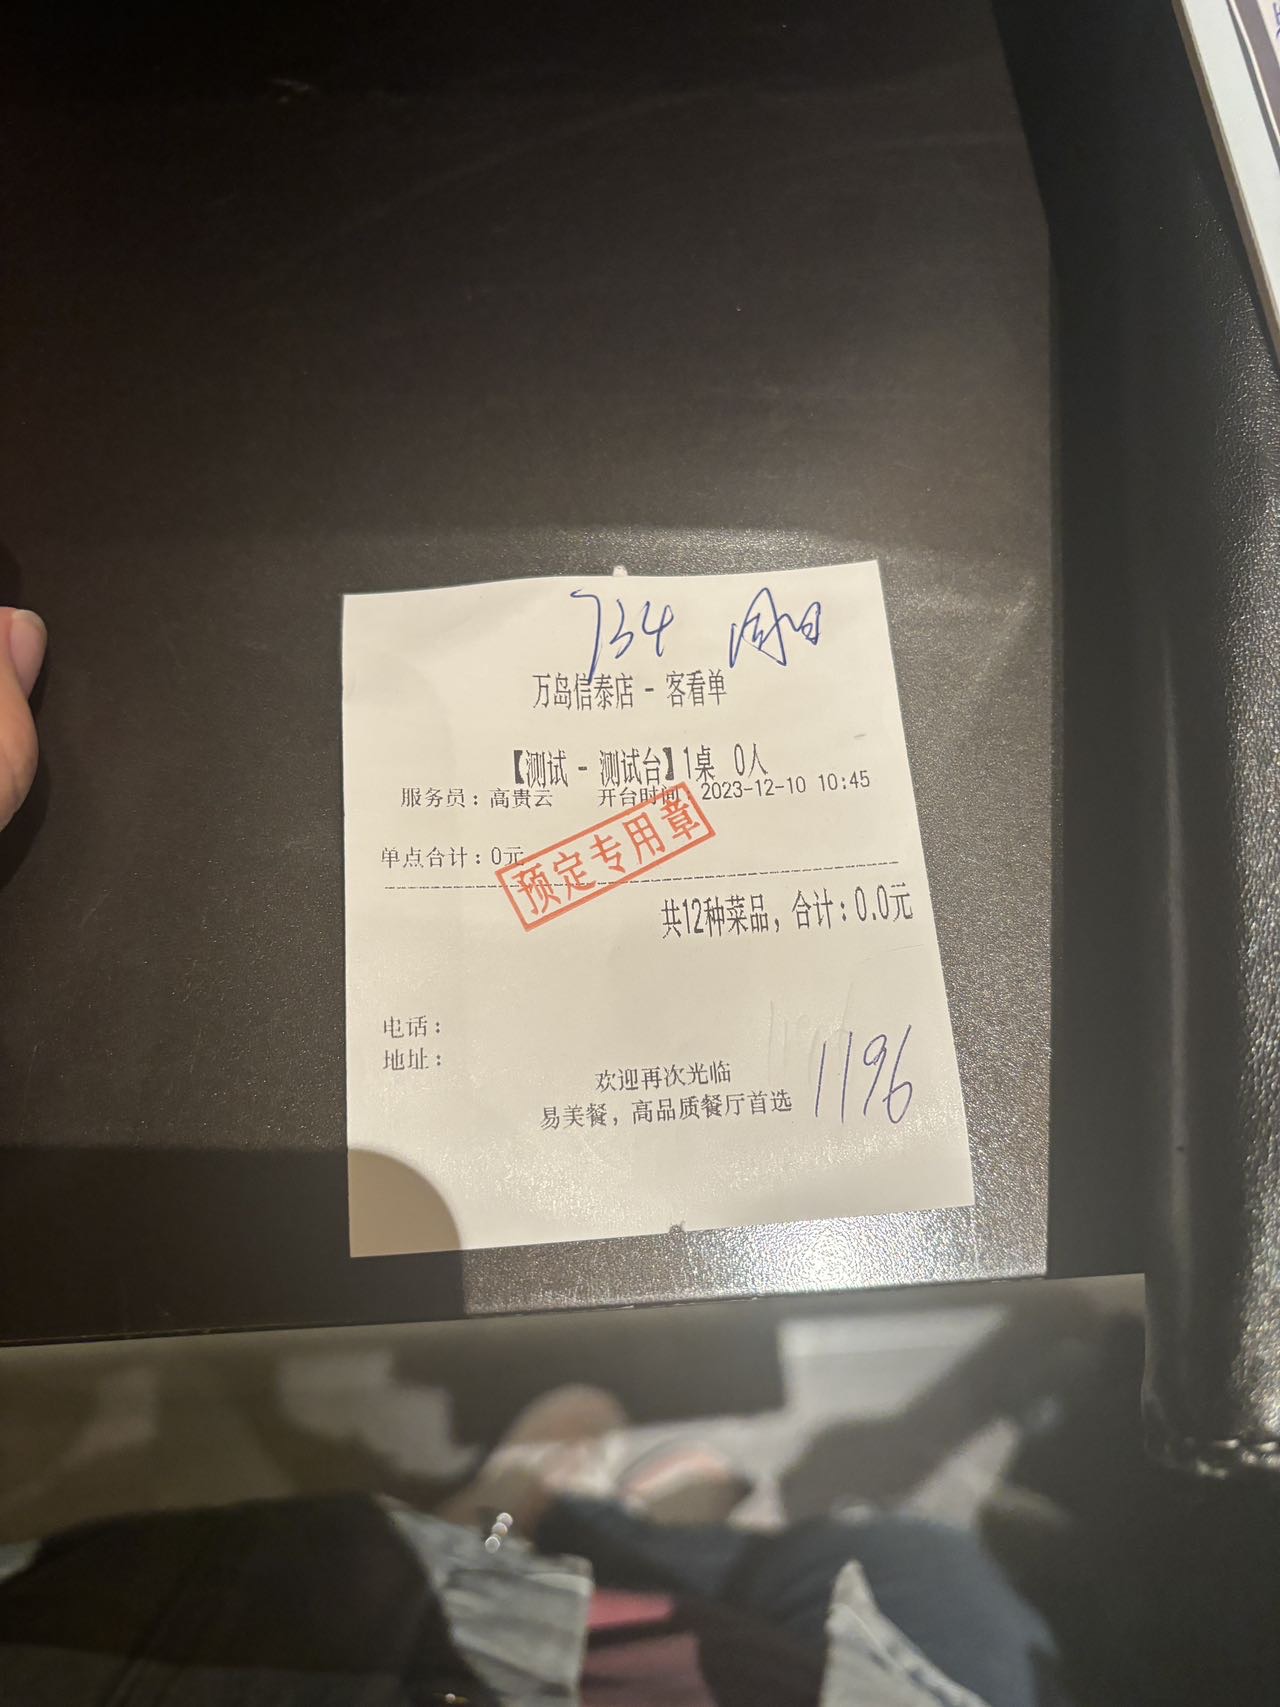 734 周日
万岛信泰店 - 客看单
【测试 - 测试台】1桌 0人
服务员：高贵云 开台时间：2023-12-10 10:45
单点合计：0元
预定专用章
共12种菜品，合计：0.0元
电话：
地址：
欢迎再次光临
易美餐，高品质餐厅首选
1196